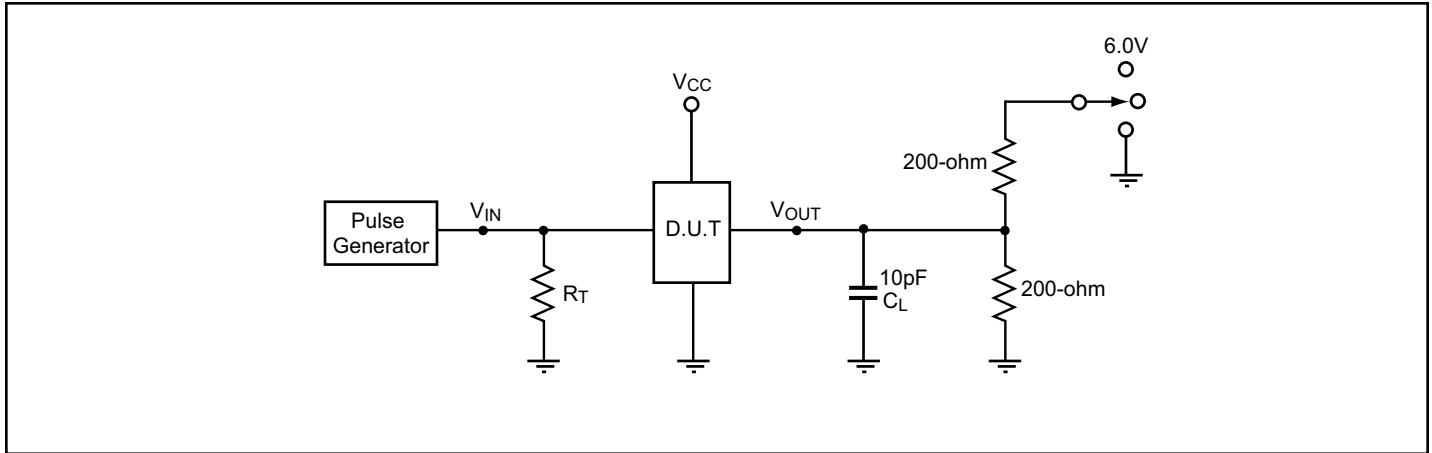 6.0V
VCC
200-ohm
Pulse
Generator
VIN
D.U.T
VOUT
RT
10pF
CL
200-ohm